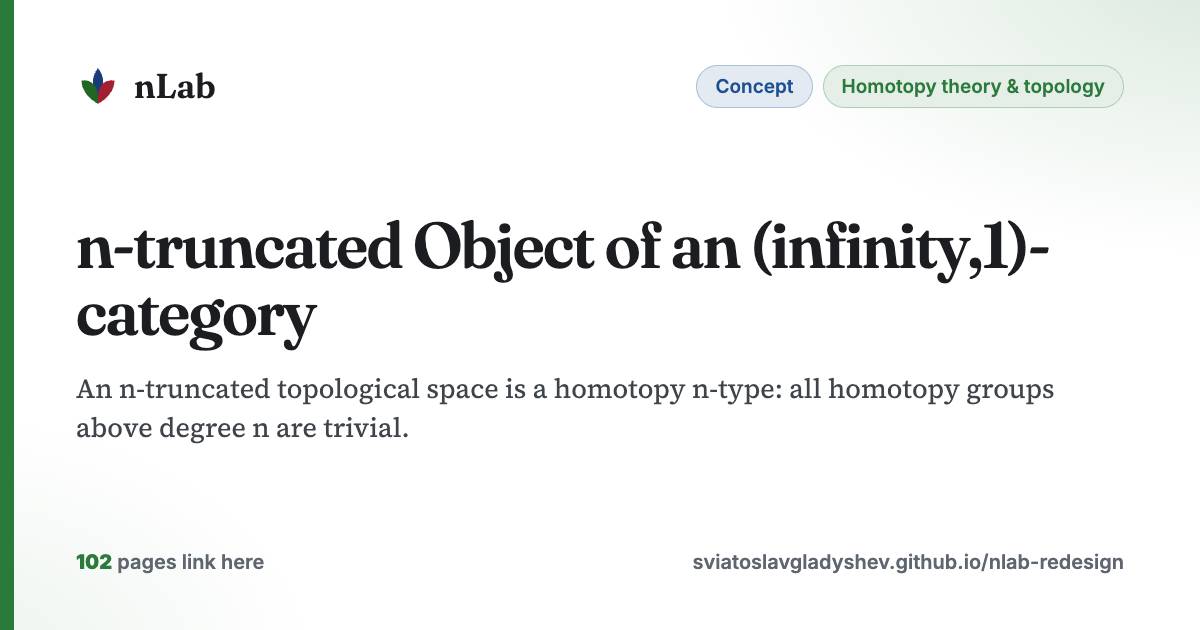 nLab
Concept
Homotopy theory & topology
n-truncated Object of an (infinity,1)-
category
An n-truncated topological space is a homotopy n-type: all homotopy groups
above degree n are trivial.
102 pages link here
sviatoslavgladyshev.github.io/nlab-redesign